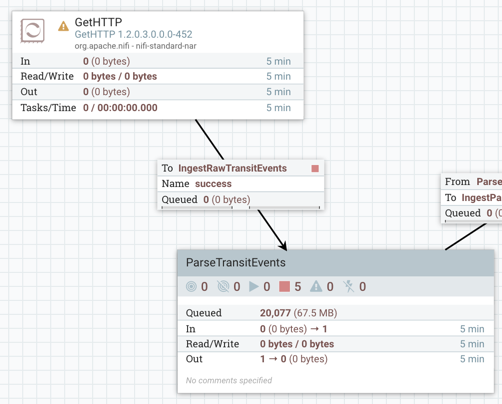 GetHTTP
GetHTTP 1.2.0.3.0.0.0-452
org.apache.nifi - nifi-standard-nar
In 0 (0 bytes) 5 min
Read/Write 0 bytes / 0 bytes 5 min
Out 0 (0 bytes) 5 min
Tasks/Time 0 / 00:00:00.000 5 min
To IngestRawTransitEvents
Name success
Queued 0 (0 bytes)
From Parse
To IngestPa
Queued 0 (0
ParseTransitEvents
0 0 0 5 0 0
Queued 20,077 (67.5 MB)
In 0 (0 bytes) → 1 5 min
Read/Write 0 bytes / 0 bytes 5 min
Out 1 → 0 (0 bytes) 5 min
No comments specified